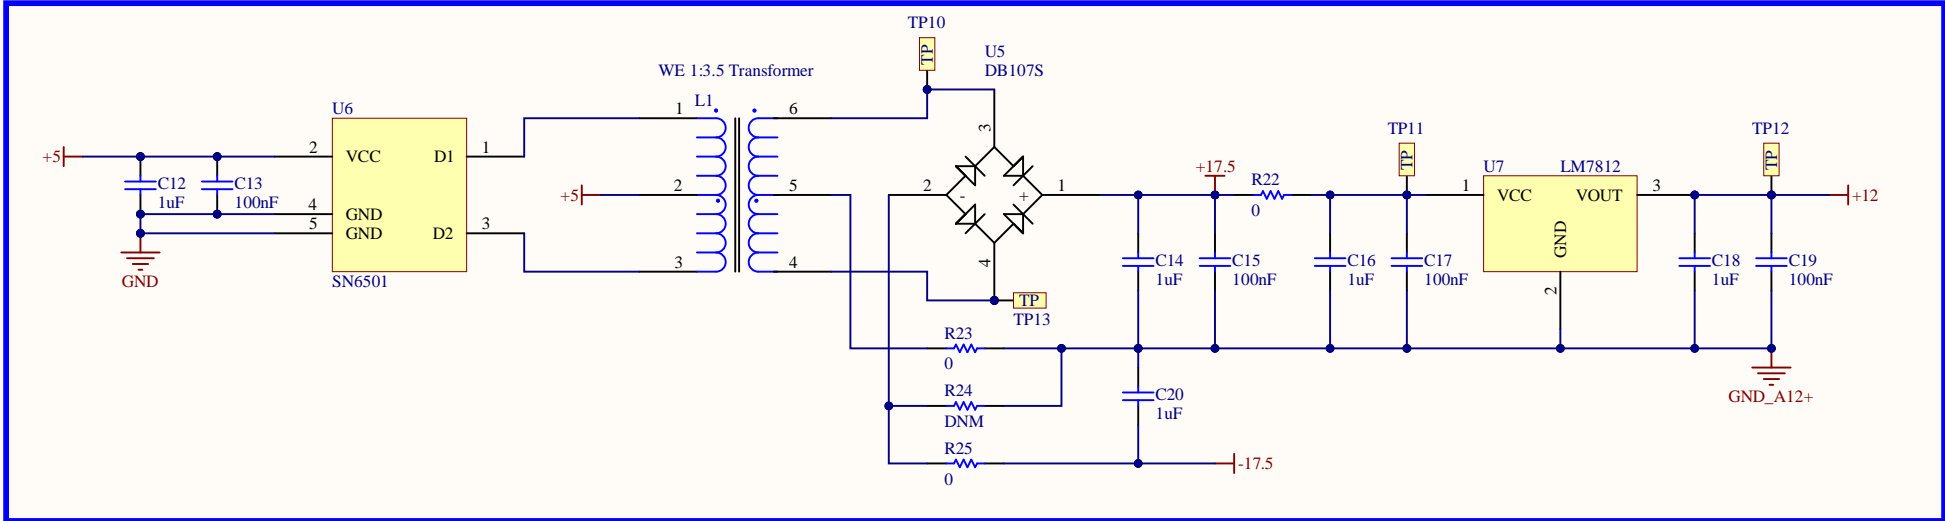 TP10
TP
U5
DB107S
WE 1:3.5 Transformer
U6
1
L1
6
3
TP11
TP12
+5
2
VCC
D1
1
TP
TP
C12
1uF
C13
100nF
+5
2
5
2
-
+
1
+17.5
R22
0
1
U7
LM7812
VCC
VOUT
GND
3
+12
4
GND
5
GND
D2
3
3
4
4
2
GND
SN6501
TP
TP13
C14
1uF
C15
100nF
C16
1uF
C17
100nF
C18
1uF
C19
100nF
R23
0
R24
DNM
C20
1uF
GND_A12+
R25
0
-17.5